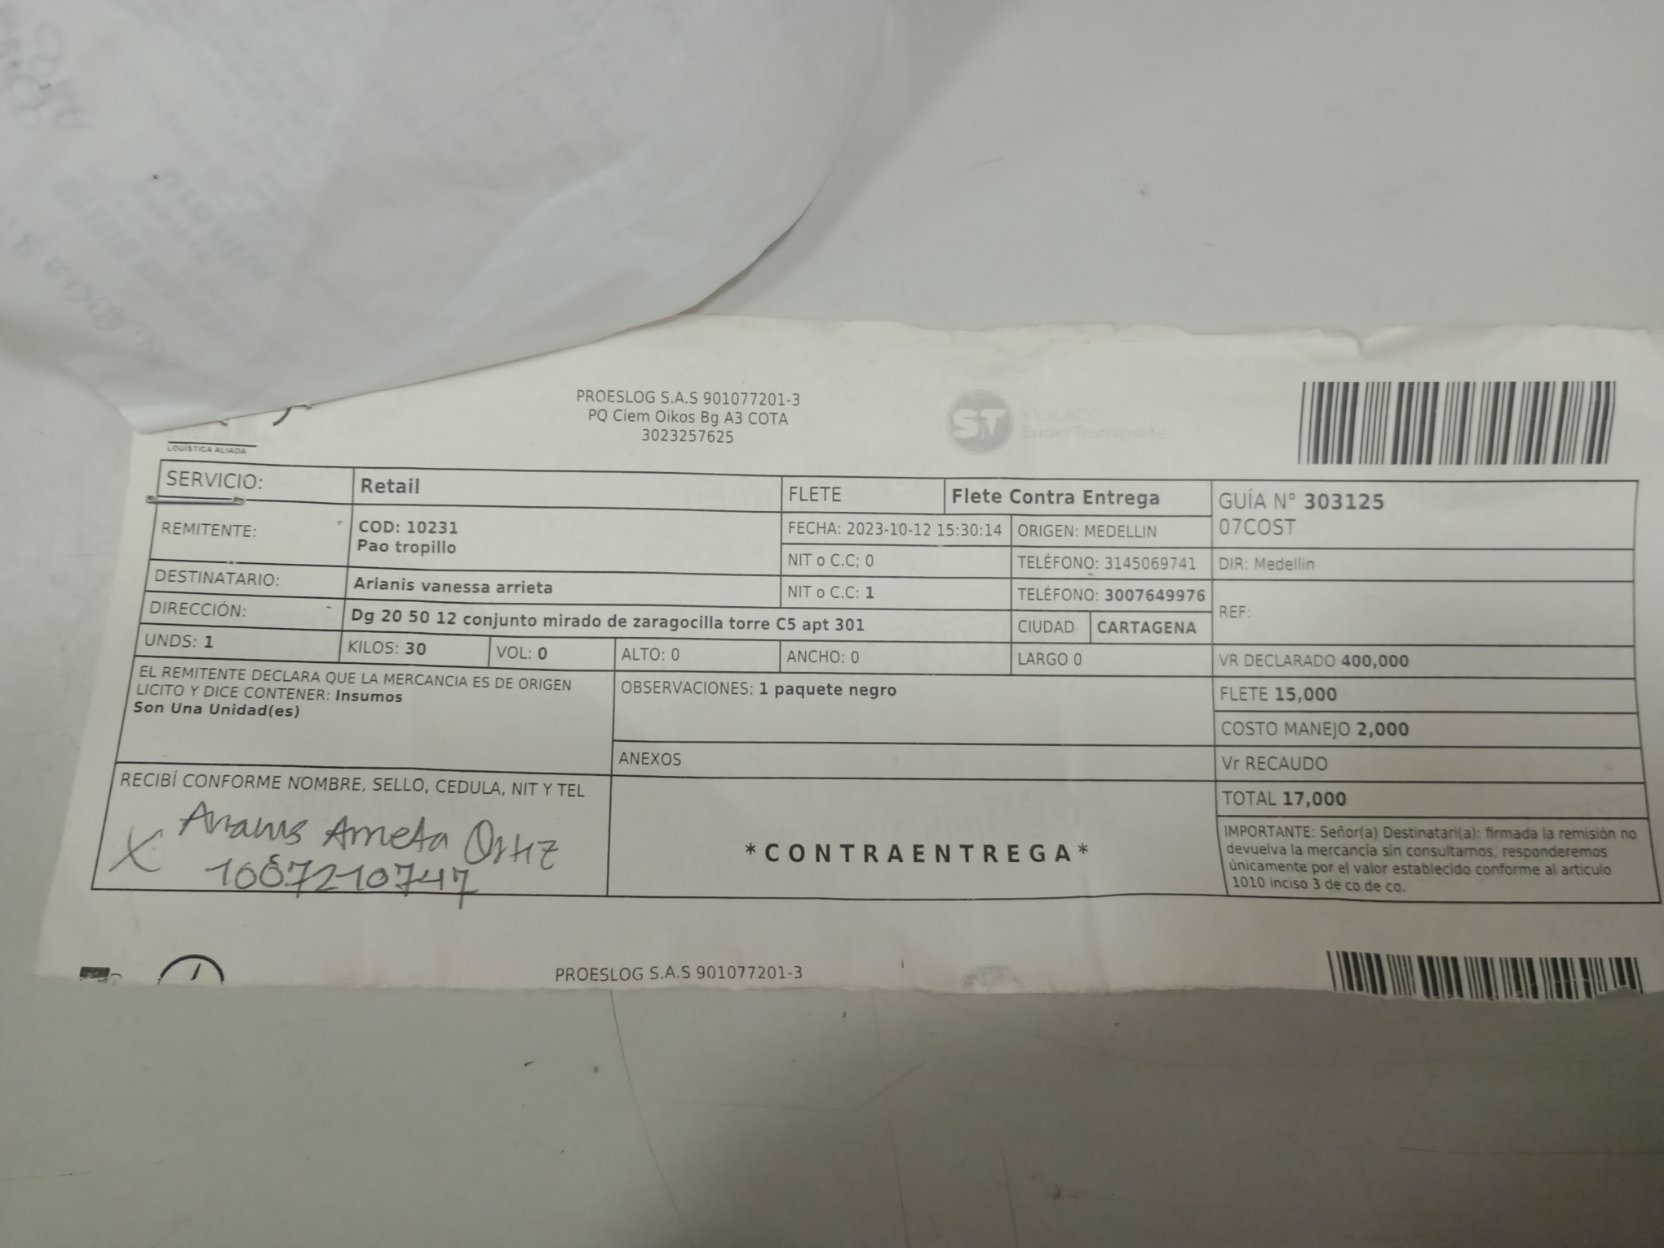 PROESLOG S.A.S 901077201-3
PQ Ciem Oikos Bg A3 COTA
3023257625
LOGISTICA ALIADA
ST VIGILADO
SuperTransporte
SERVICIO: Retail FLETE Flete Contra Entrega GUÍA N° 303125
07COST
REMITENTE: COD: 10231 FECHA: 2023-10-12 15:30:14 ORIGEN: MEDELLIN
Pao tropillo NIT o C.C; 0 TELÉFONO: 3145069741 DIR: Medellin
DESTINATARIO: Arianis vanessa arrieta NIT o C.C: 1 TELÉFONO: 3007649976 REF:
DIRECCIÓN: Dg 20 50 12 conjunto mirado de zaragocilla torre C5 apt 301 CIUDAD CARTAGENA
UNDS: 1 KILOS: 30 VOL: 0 ALTO: 0 ANCHO: 0 LARGO 0 VR DECLARADO 400,000
EL REMITENTE DECLARA QUE LA MERCANCIA ES DE ORIGEN
LICITO Y DICE CONTENER: Insumos
Son Una Unidad(es)
OBSERVACIONES: 1 paquete negro
FLETE 15,000
COSTO MANEJO 2,000
ANEXOS
Vr RECAUDO
TOTAL 17,000
RECIBÍ CONFORME NOMBRE, SELLO, CEDULA, NIT Y TEL
X Arianis Arrieta Ortiz
1067210747
*CONTRAENTREGA*
IMPORTANTE: Señor(a) Destinatari(a): firmada la remisión no
devuelva la mercancia sin consultarnos, responderemos
únicamente por el valor establecido conforme al articulo
1010 inciso 3 de co de co.
PROESLOG S.A.S 901077201-3